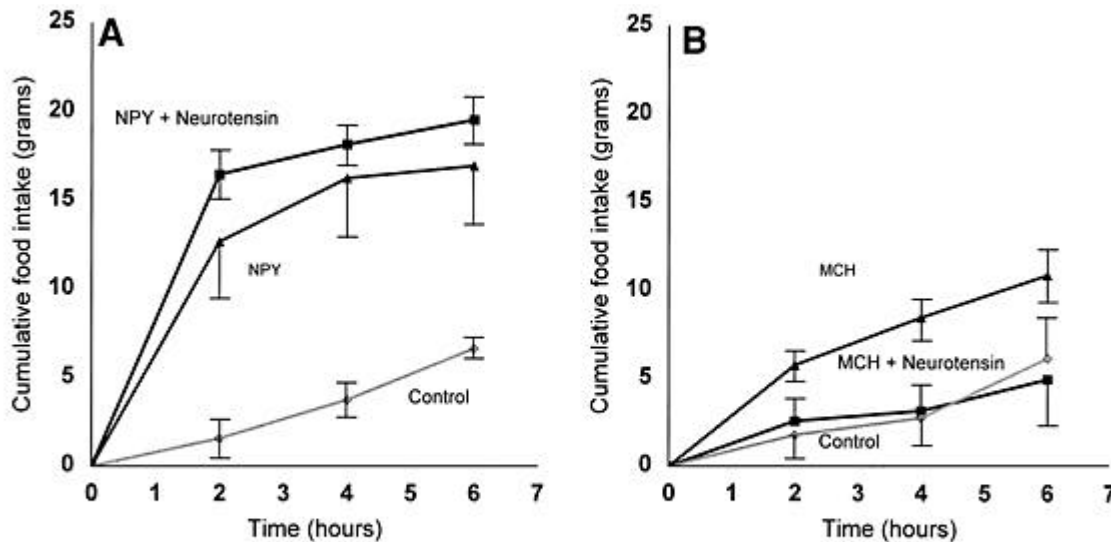 A
Cumulative food intake (grams)
25
20
15
10
5
0
NPY + Neurotensin
NPY
Control
0 1 2 3 4 5 6 7
Time (hours)
B
Cumulative food intake (grams)
25
20
15
10
5
0
MCH
MCH + Neurotensin
Control
0 1 2 3 4 5 6 7
Time (hours)